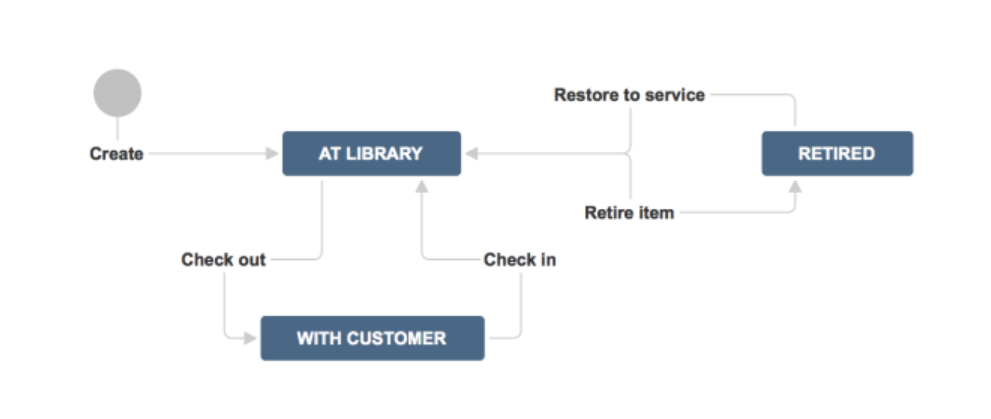 Restore to service
Create
AT LIBRARY
RETIRED
Retire item
Check out
Check in
WITH CUSTOMER